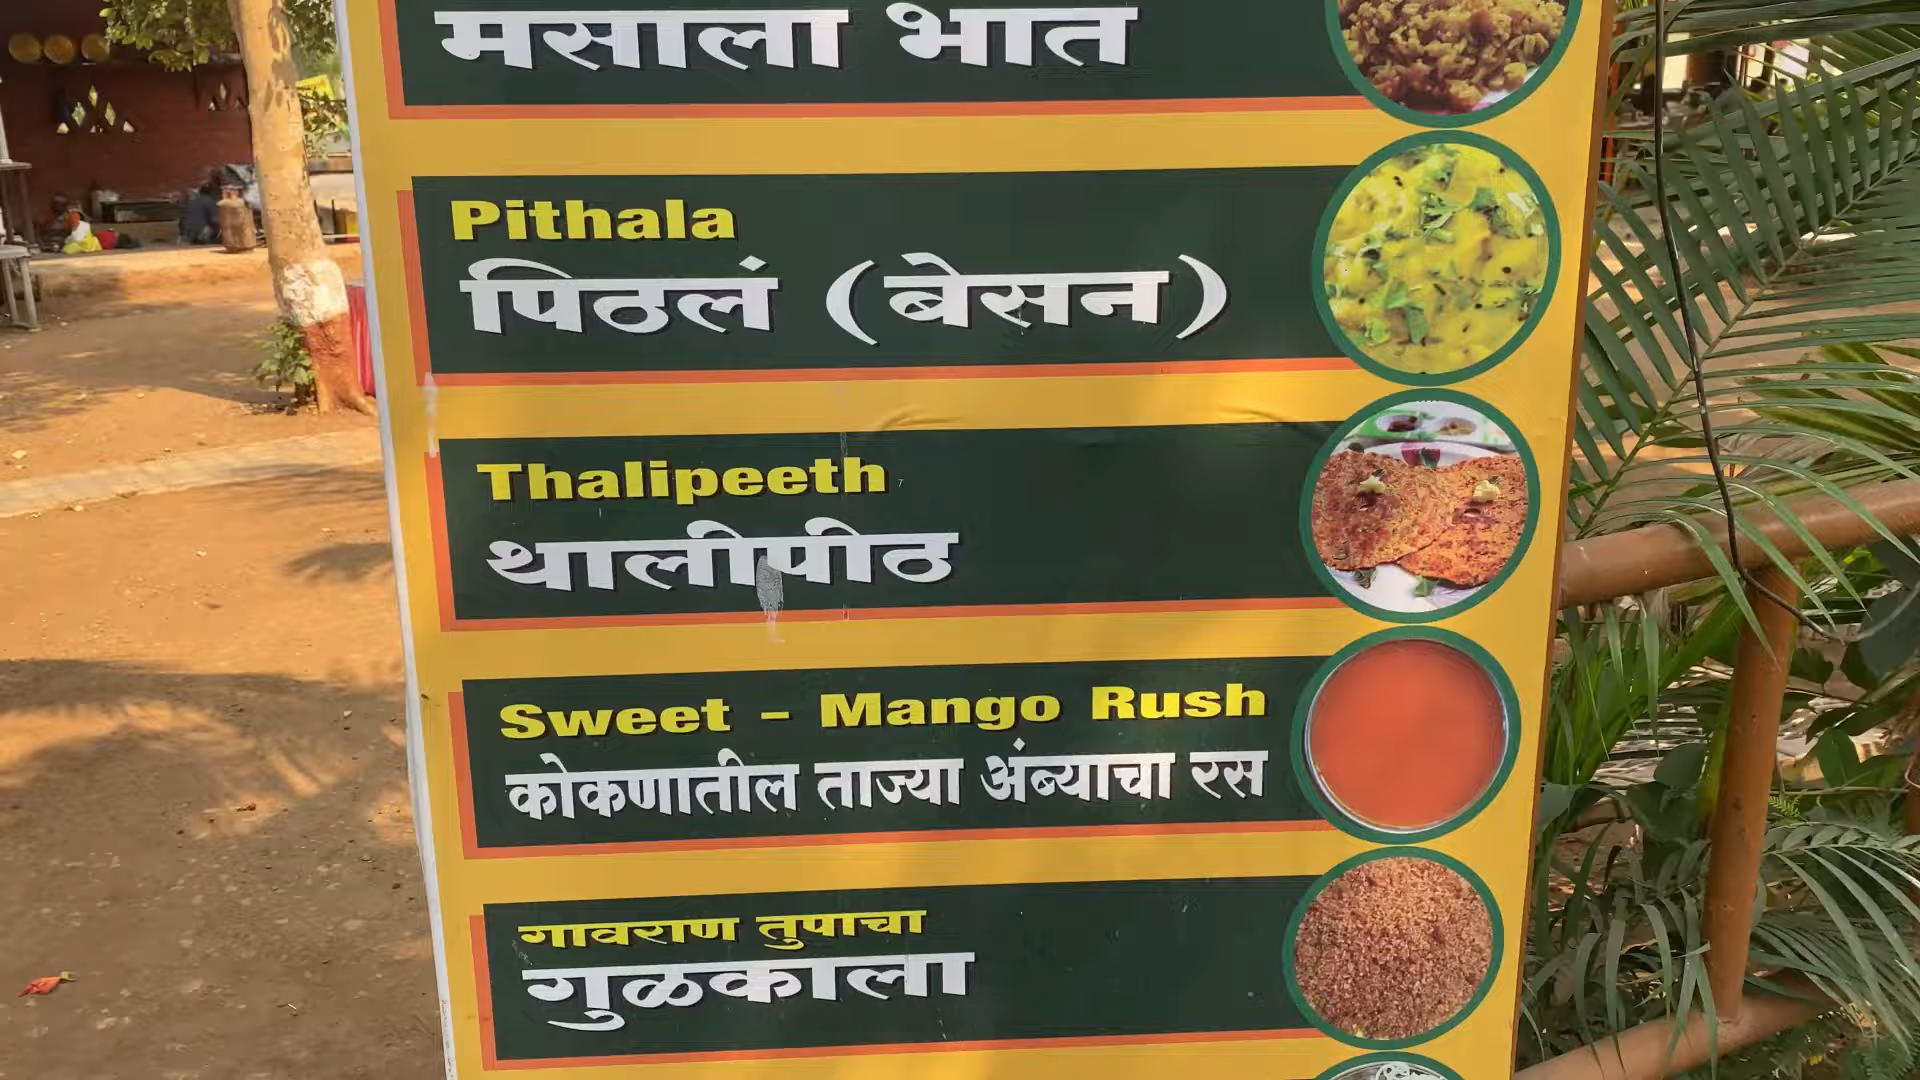 मसाला भात
Pithala
पिठलं (बेसन)
Thalipeeth
थालीपीठ
Sweet - Mango Rush
कोकणातील ताज्या अंब्याचा रस
गावराण तुपाचा
गुळकाला